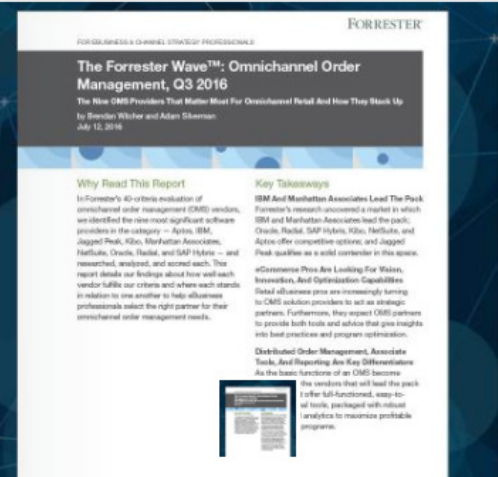 FORRESTER
FOR EBUSINESS & CHANNEL STRATEGY PROFESSIONALS
The Forrester Wave™: Omnichannel Order
Management, Q3 2016
The Nine OMS Providers That Matter Most For Omnichannel Retail And How They Stack Up
by Brendan Witcher and Adam Silverman
July 12, 2016
Why Read This Report
In Forrester's 40-criteria evaluation of
omnichannel order management (OMS) vendors,
we identified the nine most significant software
providers in the category — Aptos, IBM,
Jagged Peak, Kibo, Manhattan Associates,
NetSuite, Oracle, Radial, and SAP Hybris — and
researched, analyzed, and scored each. This
report details our findings about how well each
vendor fulfills our criteria and where each stands
in relation to one another to help eBusiness
professionals select the right partner for their
omnichannel order management needs.
Key Takeaways
IBM And Manhattan Associates Lead The Pack
Forrester's research uncovered a market in which
IBM and Manhattan Associates lead the pack;
Oracle, Radial, SAP Hybris, Kibo, NetSuite, and
Aptos offer competitive options; and Jagged
Peak qualifies as a solid contender in this space.
eCommerce Pros Are Looking For Vision,
Innovation, And Optimization Capabilities
Retail eBusiness pros are increasingly turning
to OMS solution providers to act as strategic
partners. Furthermore, they expect OMS partners
to provide both tools and advice that give insights
into best practices and program optimization.
Distributed Order Management, Associate
Tools, And Reporting Are Key Differentiators
As the basic functions of an OMS become
the vendors that will lead the pack
offer full-functioned, easy-to-
tools, packaged with robust
analytics to maximize profitable
programs.